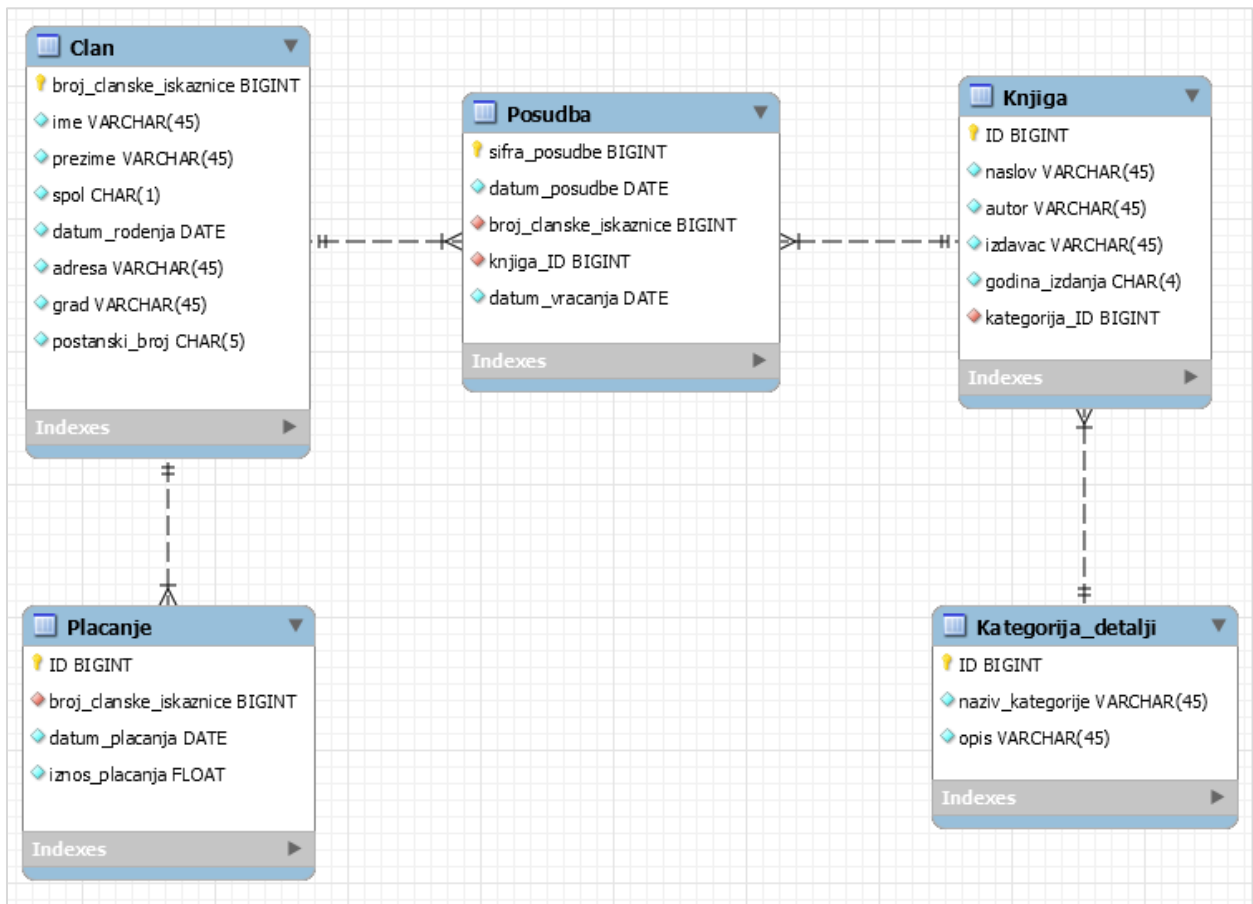 Clan
broj_clanske_iskaznice BIGINT
ime VARCHAR(45)
prezime VARCHAR(45)
spol CHAR(1)
datum_rodenja DATE
adresa VARCHAR(45)
grad VARCHAR(45)
postanski_broj CHAR(5)
Indexes
Posudba
sifra_posudbe BIGINT
datum_posudbe DATE
broj_clanske_iskaznice BIGINT
knjiga_ID BIGINT
datum_vracanja DATE
Indexes
Knjiga
ID BIGINT
naslov VARCHAR(45)
autor VARCHAR(45)
izdavac VARCHAR(45)
godina_izdanja CHAR(4)
kategorija_ID BIGINT
Indexes
Placanje
ID BIGINT
broj_clanske_iskaznice BIGINT
datum_placanja DATE
iznos_placanja FLOAT
Indexes
Kategorija_detalji
ID BIGINT
naziv_kategorije VARCHAR(45)
opis VARCHAR(45)
Indexes